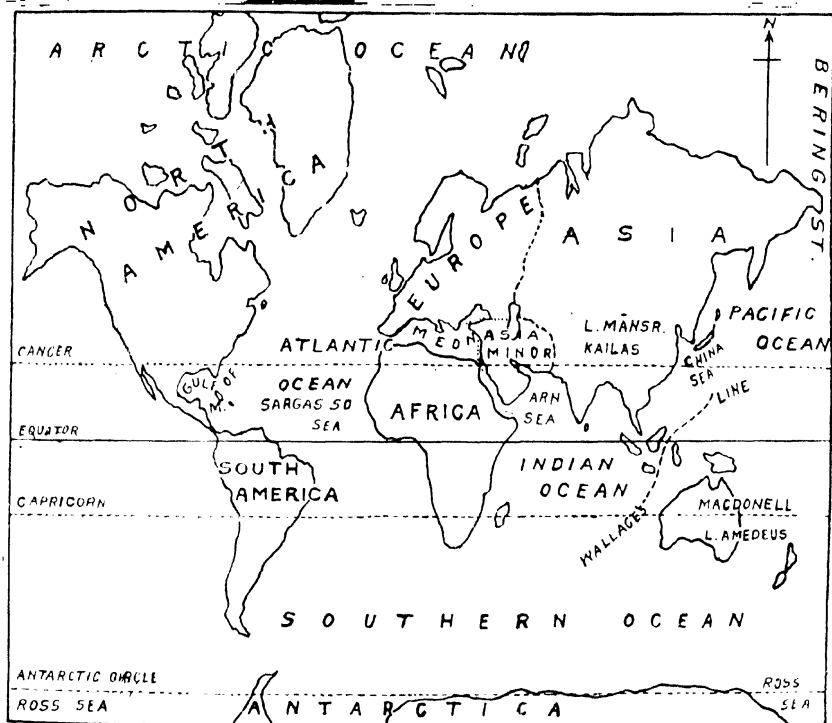 ARCTIC OCEAN
N
BERING ST.
NORTH
AMERICA
EUROPE
ASIA
PACIFIC
OCEAN
L. MĀNSR.
KAILAS
CHINA
SEA
MEDN
ASIA
MINOR
ATLANTIC
OCEAN
SARGASSO
SEA
CANCER
GULF OF
M.
AFRICA
ARN
SEA
LINE
EQUATOR
SOUTH
AMERICA
INDIAN
OCEAN
CAPRICORN
MACDONELL
L. AMEDEUS
WALLACE'S
SOUTHERN OCEAN
ANTARCTIC CIRCLE
ROSS SEA
ANTARCTICA
ROSS
SEA